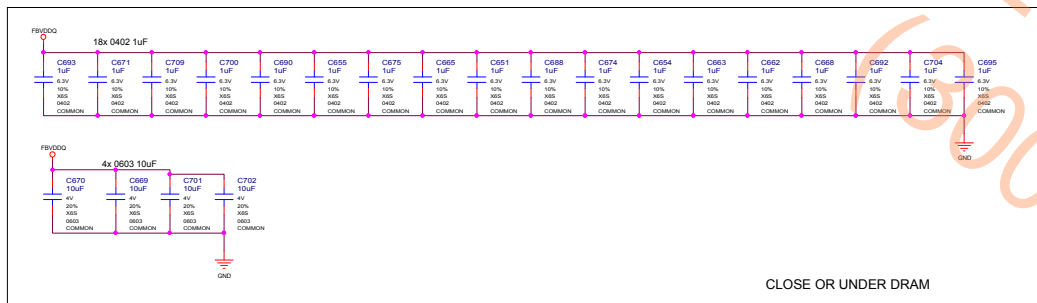 FBVDDQ
18x 0402 1uF
C693 C671 C709 C700 C690 C655 C675 C665 C651 C688 C674 C654 C663 C662 C668 C692 C704 C695
1uF 1uF 1uF 1uF 1uF 1uF 1uF 1uF 1uF 1uF 1uF 1uF 1uF 1uF 1uF 1uF 1uF 1uF
6.3V 6.3V 6.3V 6.3V 6.3V 6.3V 6.3V 6.3V 6.3V 6.3V 6.3V 6.3V 6.3V 6.3V 6.3V 6.3V 6.3V 6.3V
10% 10% 10% 10% 10% 10% 10% 10% 10% 10% 10% 10% 10% 10% 10% 10% 10% 10%
X6S X6S X6S X6S X6S X6S X6S X6S X6S X6S X6S X6S X6S X6S X6S X6S X6S X6S
0402 0402 0402 0402 0402 0402 0402 0402 0402 0402 0402 0402 0402 0402 0402 0402 0402 0402
COMMON COMMON COMMON COMMON COMMON COMMON COMMON COMMON COMMON COMMON COMMON COMMON COMMON COMMON COMMON COMMON COMMON COMMON
GND
FBVDDQ
4x 0603 10uF
C670 C669 C701 C702
10uF 10uF 10uF 10uF
4V 4V 4V 4V
20% 20% 20% 20%
X6S X6S X6S X6S
0603 0603 0603 0603
COMMON COMMON COMMON COMMON
GND
CLOSE OR UNDER DRAM
(300